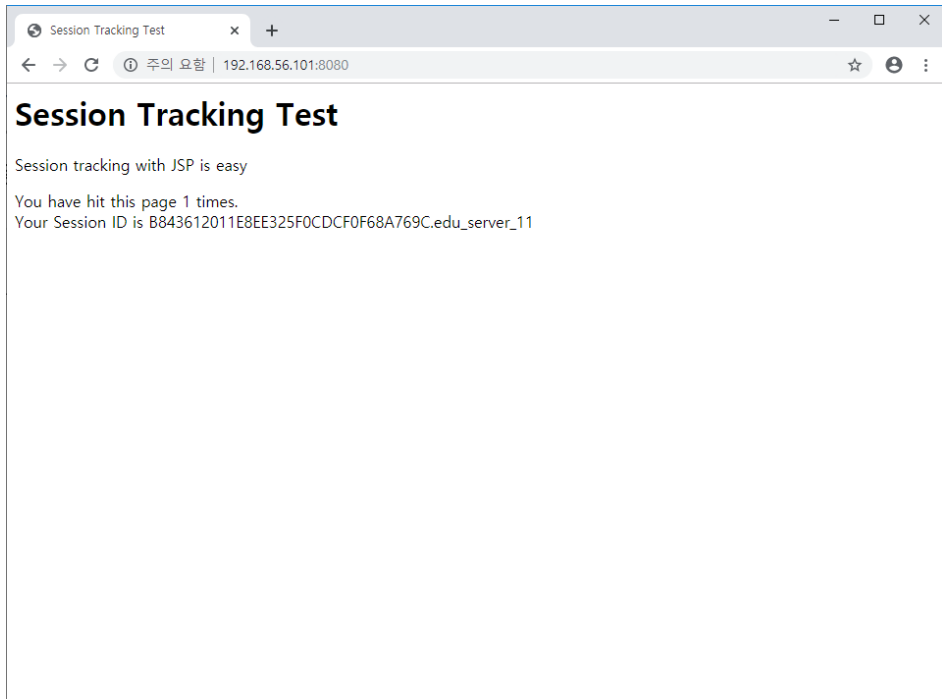 Session Tracking Test
주의 요함 | 192.168.56.101:8080
Session Tracking Test
Session tracking with JSP is easy
You have hit this page 1 times.
Your Session ID is B843612011E8EE325F0CDCF0F68A769C.edu_server_11